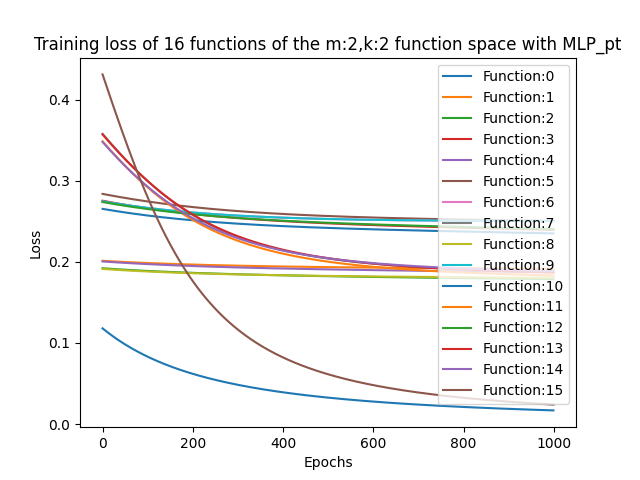 Training loss of 16 functions of the m:2,k:2 function space with MLP_pt
Loss
0.4
0.3
0.2
0.1
0.0
Function:0
Function:1
Function:2
Function:3
Function:4
Function:5
Function:6
Function:7
Function:8
Function:9
Function:10
Function:11
Function:12
Function:13
Function:14
Function:15
0 200 400 600 800 1000
Epochs